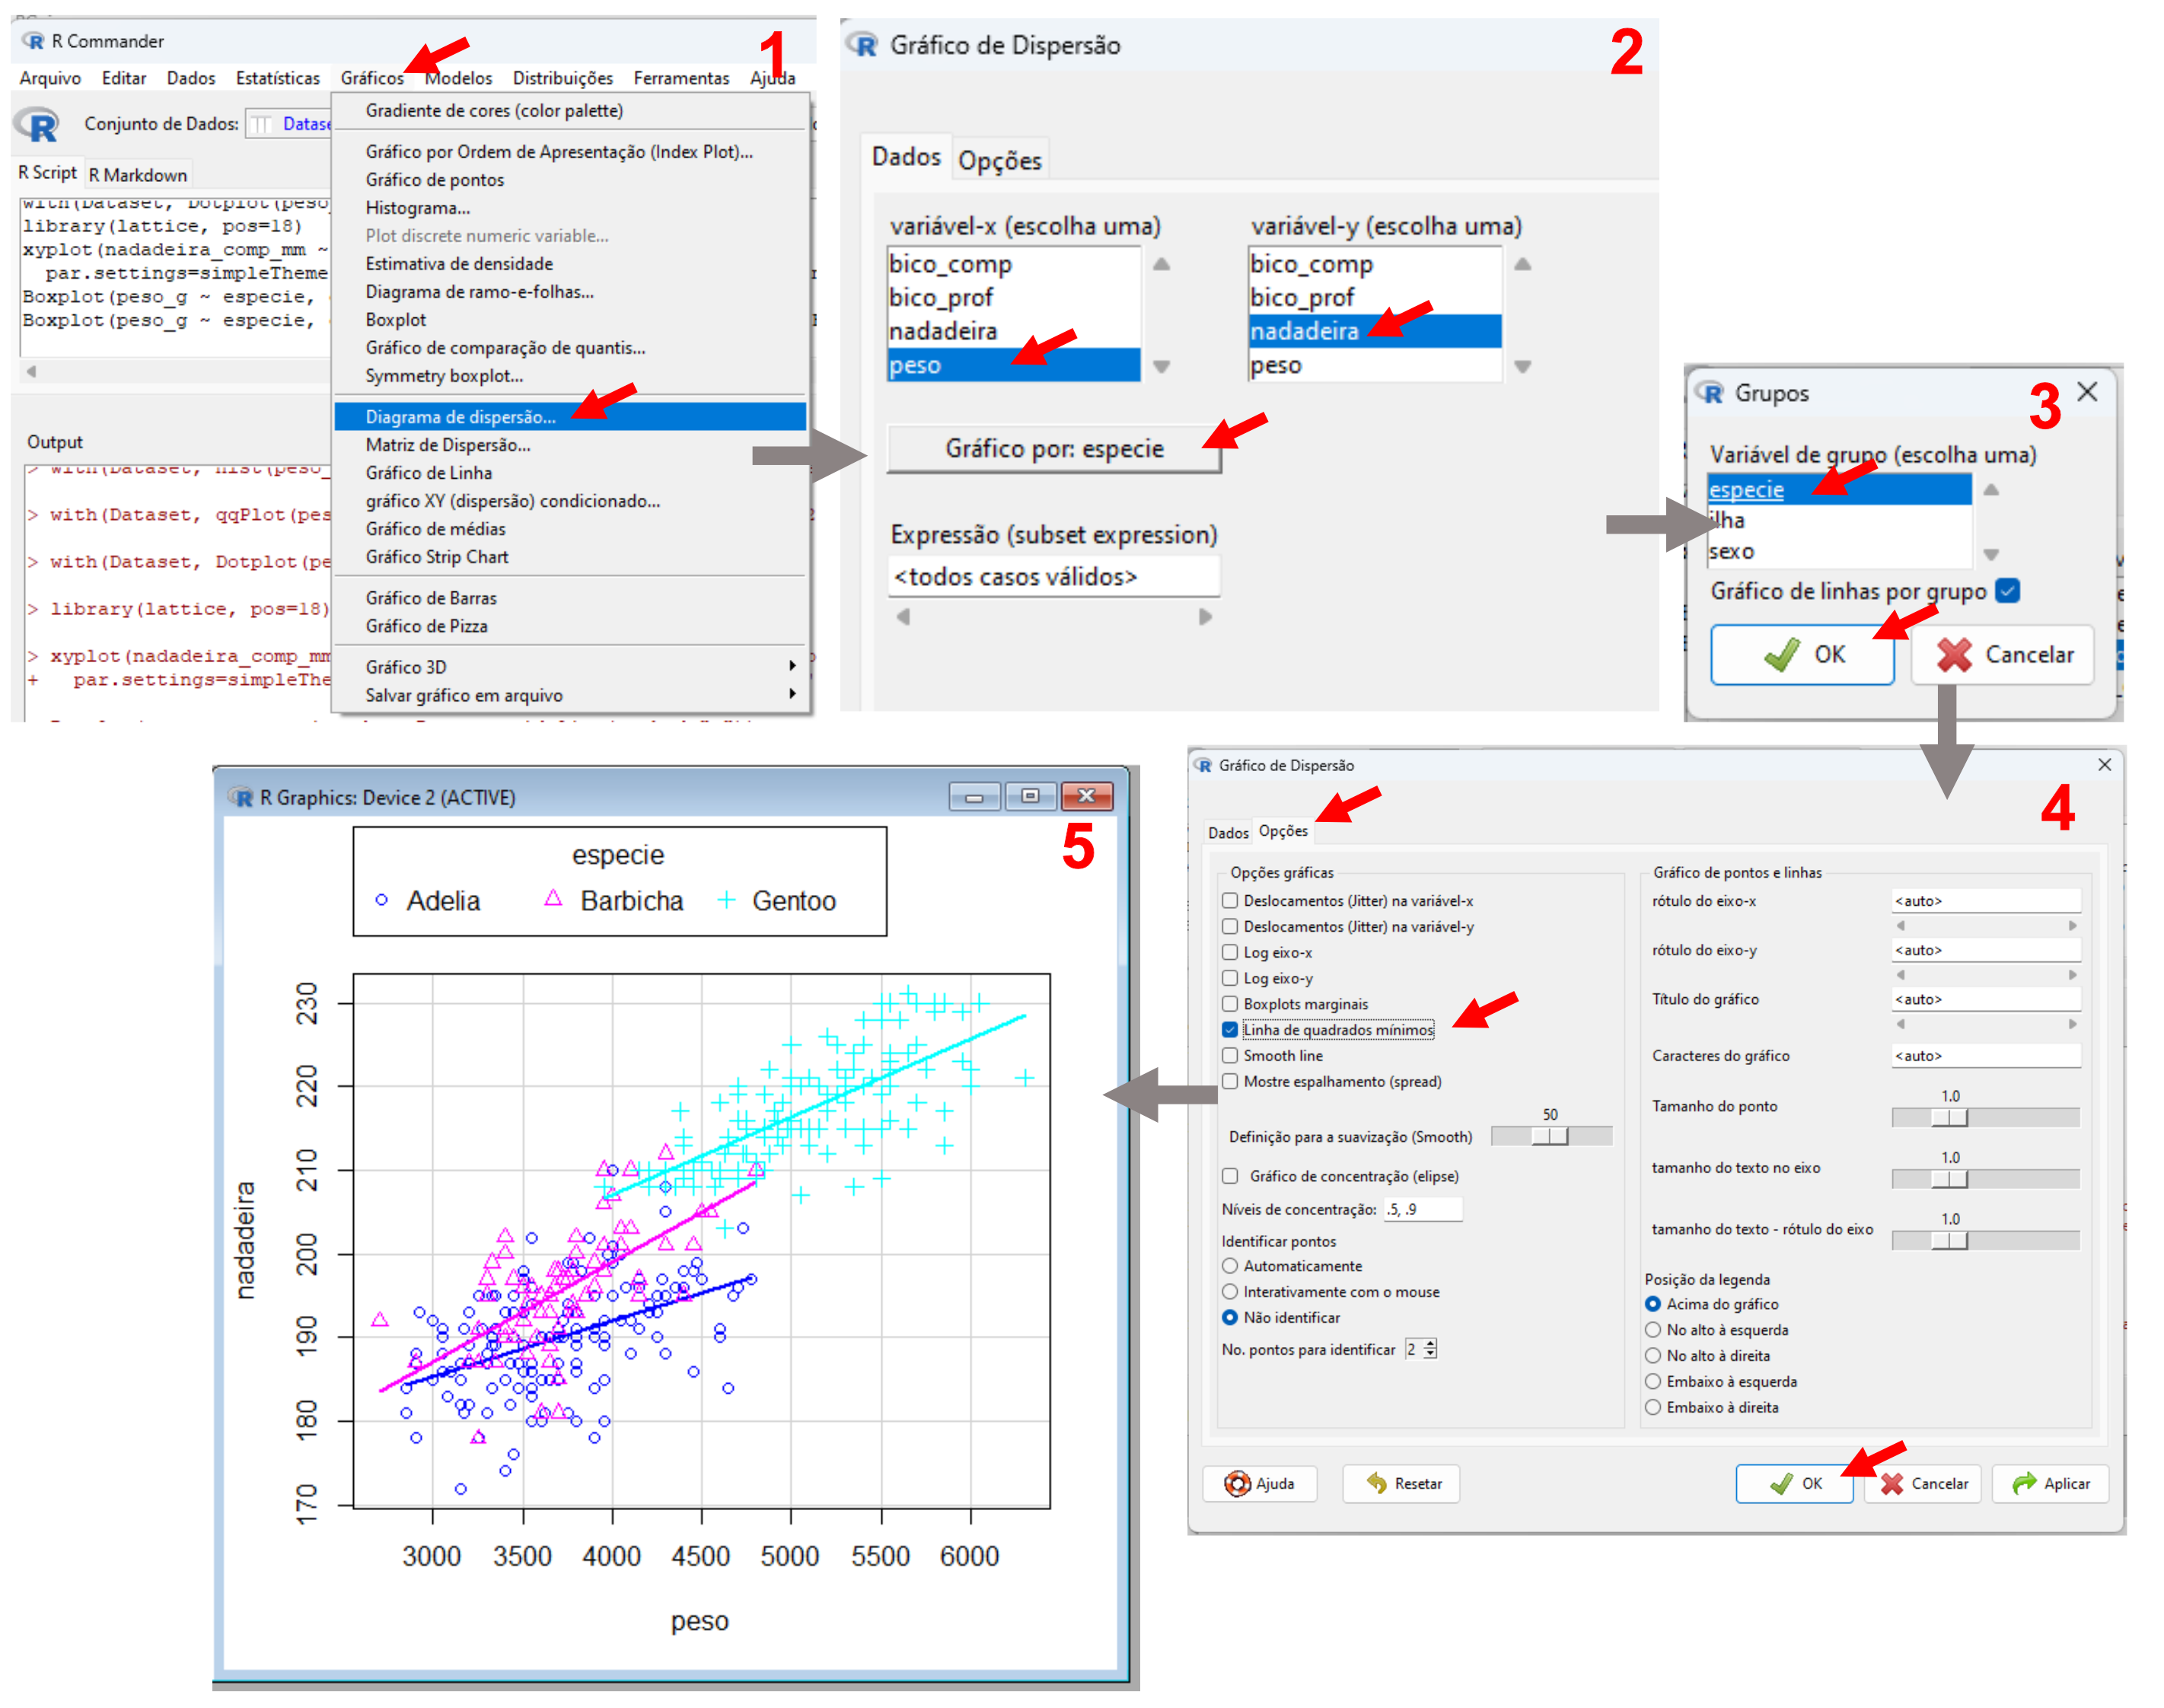 R Commander
1
Arquivo Editar Dados Estatísticas Gráficos Modelos Distribuições Ferramentas Ajuda
Conjunto de Dados: Datase
R Script R Markdown
with(Dataset, Dotplot(peso_
library(lattice, pos=18)
xyplot(nadadeira_comp_mm ~
par.settings=simpleTheme
Boxplot(peso_g ~ especie,
Boxplot(peso_g ~ especie,
Output
> with(Dataset, Hist(peso_
> with(Dataset, qqPlot(pes
> with(Dataset, Dotplot(pe
> library(lattice, pos=18)
> xyplot(nadadeira_comp_mm
+ par.settings=simpleThe
Gradiente de cores (color palette)
Gráfico por Ordem de Apresentação (Index Plot)...
Gráfico de pontos
Histograma...
Plot discrete numeric variable...
Estimativa de densidade
Diagrama de ramo-e-folhas...
Boxplot
Gráfico de comparação de quantis...
Symmetry boxplot...
Diagrama de dispersão...
Matriz de Dispersão...
Gráfico de Linha
gráfico XY (dispersão) condicionado...
Gráfico de médias
Gráfico Strip Chart
Gráfico de Barras
Gráfico de Pizza
Gráfico 3D
Salvar gráfico em arquivo
Gráfico de Dispersão
2
Dados Opções
variável-x (escolha uma) variável-y (escolha uma)
bico_comp bico_comp
bico_prof bico_prof
nadadeira nadadeira
peso peso
Gráfico por: especie
Expressão (subset expression)
<todos casos válidos>
Grupos
3
Variável de grupo (escolha uma)
especie
ilha
sexo
Gráfico de linhas por grupo
OK Cancelar
Gráfico de Dispersão
4
Dados Opções
Opções gráficas
Deslocamentos (Jitter) na variável-x
Deslocamentos (Jitter) na variável-y
Log eixo-x
Log eixo-y
Boxplots marginais
Linha de quadrados mínimos
Smooth line
Mostre espalhamento (spread)
50
Definição para a suavização (Smooth)
Gráfico de concentração (elipse)
Níveis de concentração: .5, .9
Identificar pontos
Automaticamente
Interativamente com o mouse
Não identificar
No. pontos para identificar 2
Gráfico de pontos e linhas
rótulo do eixo-x <auto>
rótulo do eixo-y <auto>
Título do gráfico <auto>
Caracteres do gráfico <auto>
1.0
Tamanho do ponto
1.0
tamanho do texto no eixo
1.0
tamanho do texto - rótulo do eixo
Posição da legenda
Acima do gráfico
No alto à esquerda
No alto à direita
Embaixo à esquerda
Embaixo à direita
Ajuda Resetar OK Cancelar Aplicar
R Graphics: Device 2 (ACTIVE)
5
especie
Adelia Barbicha Gentoo
230
220
210
200
190
180
170
nadadeira
3000 3500 4000 4500 5000 5500 6000
peso